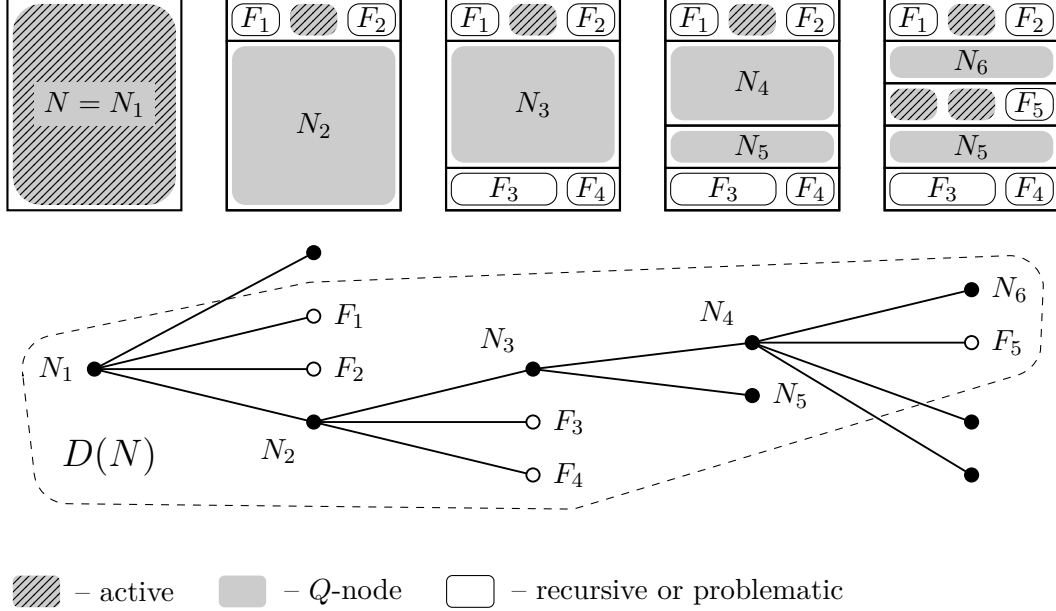 F₁ F₂ F₁ F₂ F₁ F₂ F₁ F₂
N = N₁ N₂ N₃ N₄ N₆
F₅
N₅ N₅
F₃ F₄ F₃ F₄ F₃ F₄
N₆
F₁ N₄
N₃ F₅
N₁ F₂
N₅
N₂ F₃
D(N)
F₄
– active – Q-node – recursive or problematic